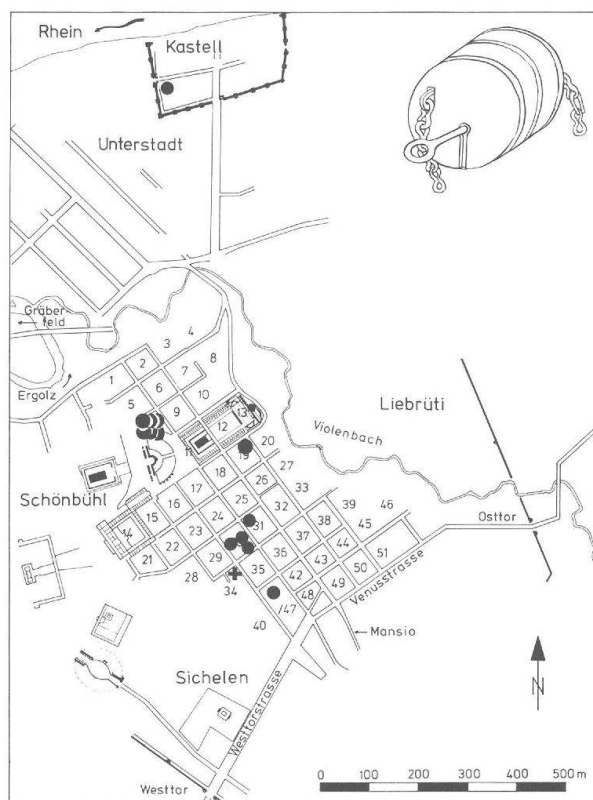 Rhein
Kastell
Unterstadt
Gräber-
feld
Ergolz
1
2
3
4
5
6
7
8
9
10
11
12
13
Violenbach
Liebrüti
Schönbühl
14
15
16
17
18
19
20
21
22
23
24
25
26
27
28
29
31
32
33
34
35
36
37
38
39
40
42
43
44
45
46
/47
48
49
50
51
Osttor
Venusstrasse
Mansio
Sichelen
Westtorstrasse
Westtor
N
0 100 200 300 400 500 m